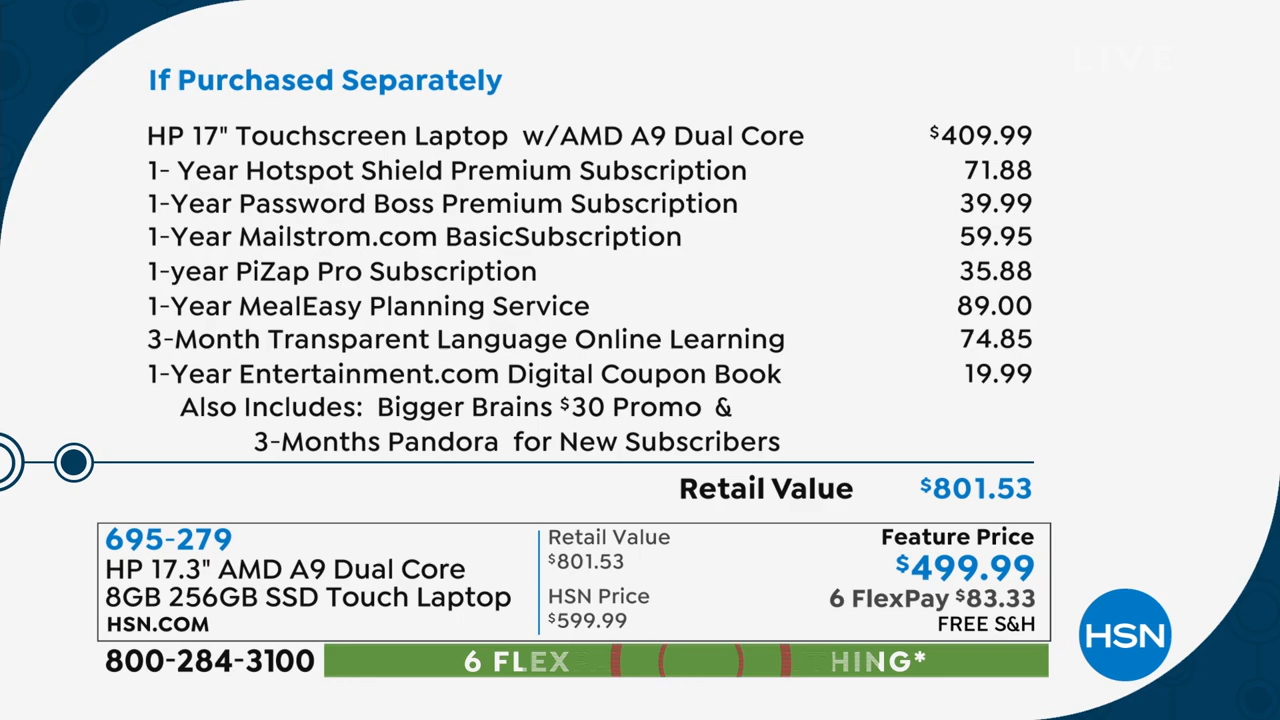 LIVE
If Purchased Separately
HP 17" Touchscreen Laptop w/AMD A9 Dual Core $409.99
1- Year Hotspot Shield Premium Subscription 71.88
1-Year Password Boss Premium Subscription 39.99
1-Year Mailstrom.com BasicSubscription 59.95
1-year PiZap Pro Subscription 35.88
1-Year MealEasy Planning Service 89.00
3-Month Transparent Language Online Learning 74.85
1-Year Entertainment.com Digital Coupon Book 19.99
Also Includes: Bigger Brains $30 Promo &
3-Months Pandora for New Subscribers
Retail Value $801.53
695-279
HP 17.3" AMD A9 Dual Core
8GB 256GB SSD Touch Laptop
HSN.COM
Retail Value
$801.53
HSN Price
$599.99
Feature Price
$499.99
6 FlexPay $83.33
FREE S&H
HSN
800-284-3100
6 FLEX HING*